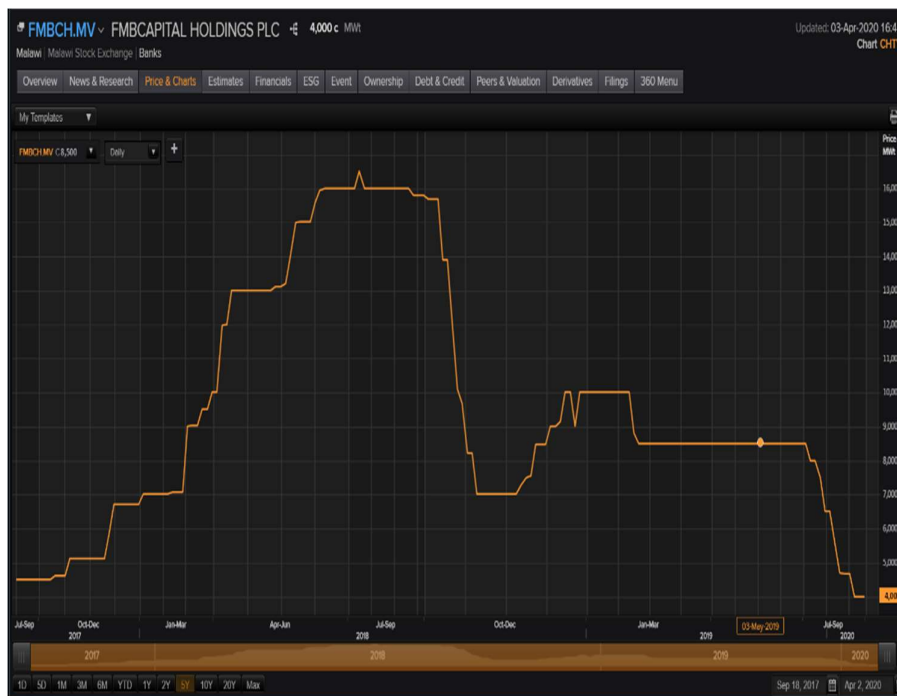 FMBCH.MV FMBCAPITAL HOLDINGS PLC 4,000 c MWt
Updated: 03-Apr-2020 16:4
Malawi | Malawi Stock Exchange | Banks
Chart CHT
Overview News & Research Price & Charts Estimates Financials ESG Event Ownership Debt & Credit Peers & Valuation Derivatives Filings 360 Menu
My Templates
Price
MWt
FMBCH.MV C8,500 Daily +
16,00
15,00
14,00
13,00
12,00
11,00
10,00
9,000
8,000
7,000
6,000
5,000
4,00
Jul-Sep Oct-Dec Jan-Mar Apr-Jun Jul-Sep Oct-Dec Jan-Mar 03-May-2019 Jul-Sep
2017 2018 2019 2020
2017 2018 2019 2020
1D 5D 1M 3M 6M YTD 1Y 2Y 5Y 10Y 20Y Max Sep 18, 2017 Apr 2, 2020